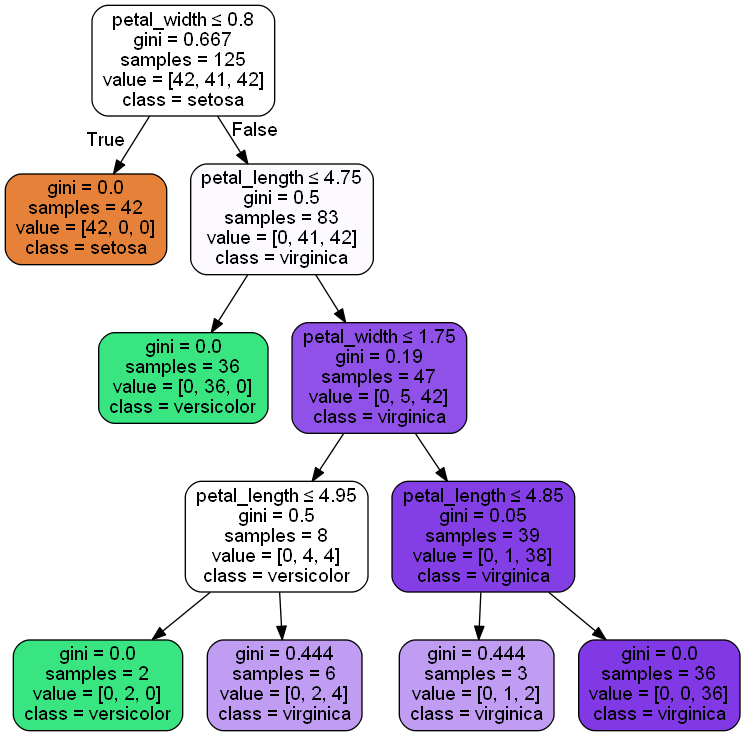 petal_width ≤ 0.8
gini = 0.667
samples = 125
value = [42, 41, 42]
class = setosa
True
False
gini = 0.0
samples = 42
value = [42, 0, 0]
class = setosa
petal_length ≤ 4.75
gini = 0.5
samples = 83
value = [0, 41, 42]
class = virginica
gini = 0.0
samples = 36
value = [0, 36, 0]
class = versicolor
petal_width ≤ 1.75
gini = 0.19
samples = 47
value = [0, 5, 42]
class = virginica
petal_length ≤ 4.95
gini = 0.5
samples = 8
value = [0, 4, 4]
class = versicolor
petal_length ≤ 4.85
gini = 0.05
samples = 39
value = [0, 1, 38]
class = virginica
gini = 0.0
samples = 2
value = [0, 2, 0]
class = versicolor
gini = 0.444
samples = 6
value = [0, 2, 4]
class = virginica
gini = 0.444
samples = 3
value = [0, 1, 2]
class = virginica
gini = 0.0
samples = 36
value = [0, 0, 36]
class = virginica